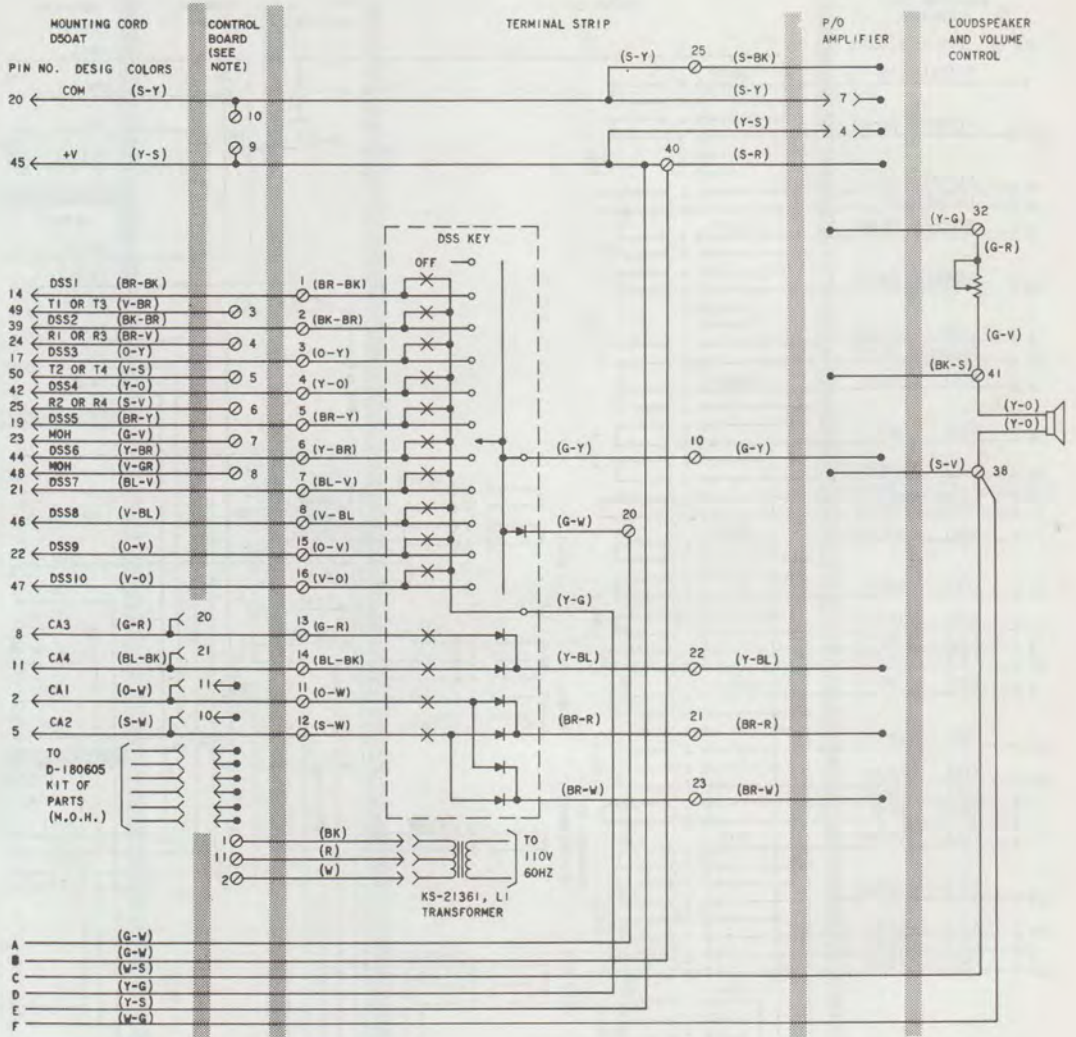 MOUNTING CORD
D50AT
CONTROL
BOARD
(SEE
NOTE)
TERMINAL STRIP
P/O
AMPLIFIER
LOUDSPEAKER
AND VOLUME
CONTROL
PIN NO. DESIG COLORS
(S-Y) 25 (S-BK)
20 COM (S-Y)
(S-Y) 7
10
(Y-S) 4
9
45 +V (Y-S)
40 (S-R)
(Y-G) 32
(G-R)
DSS KEY
OFF
14 DSS1 (BR-BK) 1 (BR-BK)
49 T1 OR T3 (V-BR) 3
39 DSS2 (BK-BR) 2 (BK-BR)
24 R1 OR R3 (BR-V) 4
17 DSS3 (O-Y) 3 (O-Y)
(G-V)
50 T2 OR T4 (V-S) 5
(BK-S) 41
42 DSS4 (Y-O) 4 (Y-O)
25 R2 OR R4 (S-V) 6
(Y-O)
19 DSS5 (BR-Y) 5 (BR-Y)
(Y-O)
23 MOH (G-V) 7
44 DSS6 (Y-BR) 6 (Y-BR)
(G-Y) 10 (G-Y)
48 MOH (V-GR) 8
(S-V) 38
21 DSS7 (BL-V) 7 (BL-V)
46 DSS8 (V-BL) 8 (V-BL
(G-W) 20
22 DSS9 (O-V) 15 (O-V)
47 DSS10 (V-O) 16 (V-O)
(Y-G)
8 CA3 (G-R) 20 13 (G-R)
11 CA4 (BL-BK) 21 14 (BL-BK)
(Y-BL) 22 (Y-BL)
2 CA1 (O-W) 11 11 (O-W)
5 CA2 (S-W) 10 12 (S-W)
(BR-R) 21 (BR-R)
TO
D-180605
KIT OF
PARTS
(M.O.H.)
(BR-W) 23 (BR-W)
1 (BK)
11 (R)
2 (W)
TO
110V
60HZ
KS-21361, L1
TRANSFORMER
A (G-W)
B (G-W)
C (W-S)
D (Y-G)
E (Y-S)
F (W-G)